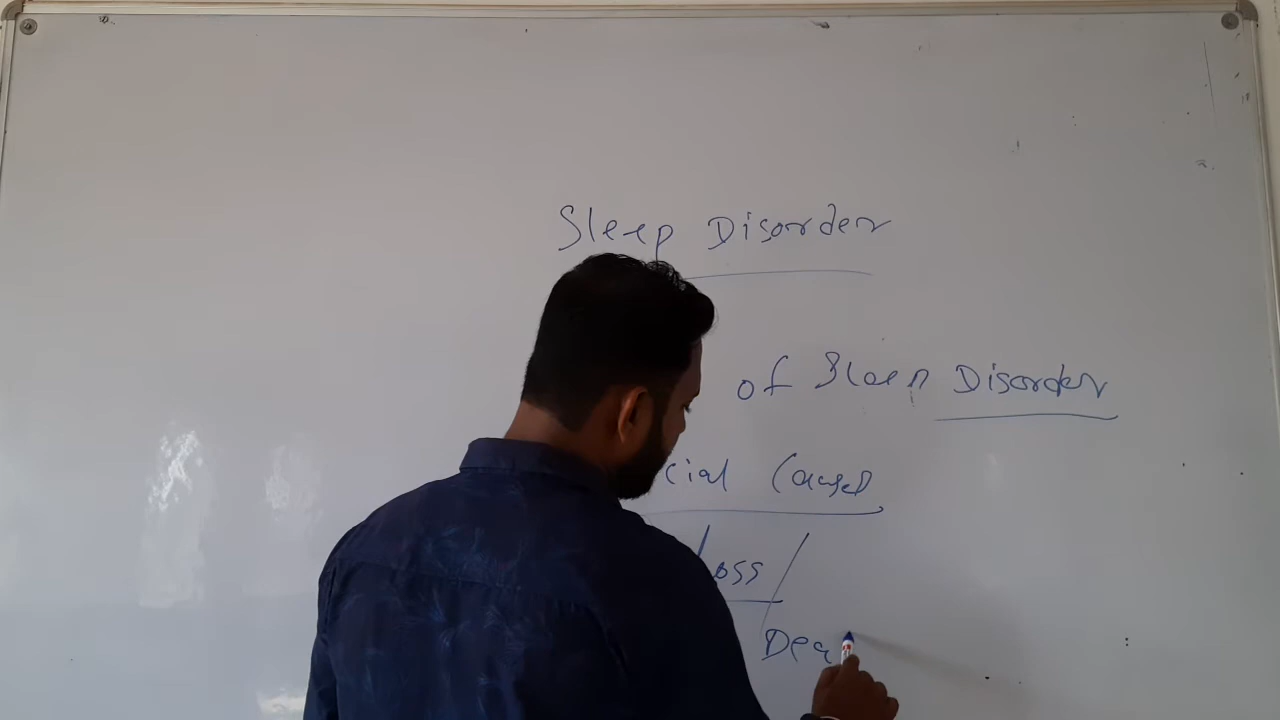 Sleep Disorder
of Sleep Disorder
cial Causes
Loss
Dea